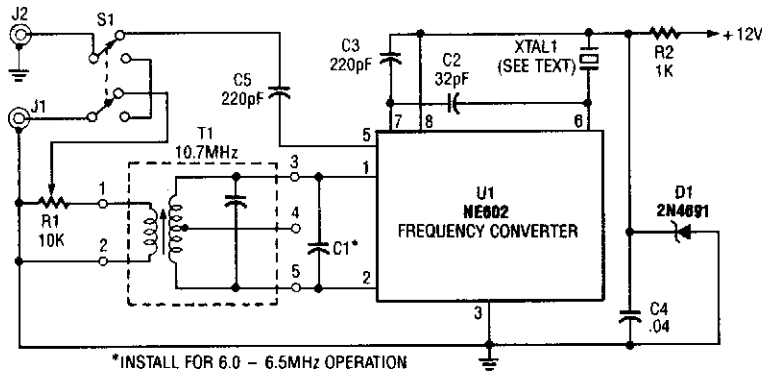 J2
S1
J1
C5
220pF
C3
220pF
C2
32pF
XTAL1
(SEE TEXT)
R2
1K
+ 12V
7
8
6
5
1
2
3
U1
NE602
FREQUENCY CONVERTER
T1
10.7MHz
1
2
3
4
5
C1*
R1
10K
D1
2N4691
C4
.04
*INSTALL FOR 6.0 – 6.5MHz OPERATION